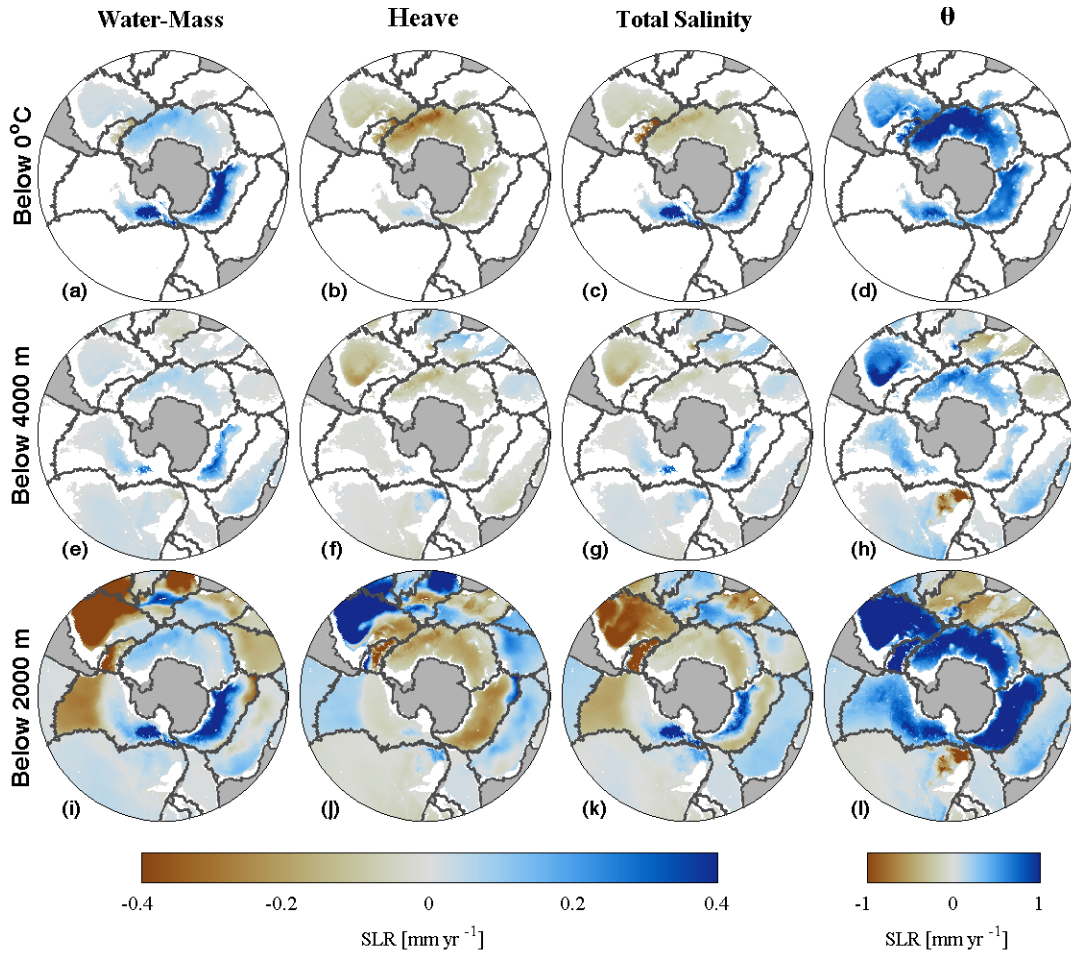 Water-Mass Heave Total Salinity θ
Below 0°C
(a) (b) (c) (d)
Below 4000 m
(e) (f) (g) (h)
Below 2000 m
(i) (j) (k) (l)
-0.4 -0.2 0 0.2 0.4 -1 0 1
SLR [mm yr -1] SLR [mm yr -1]